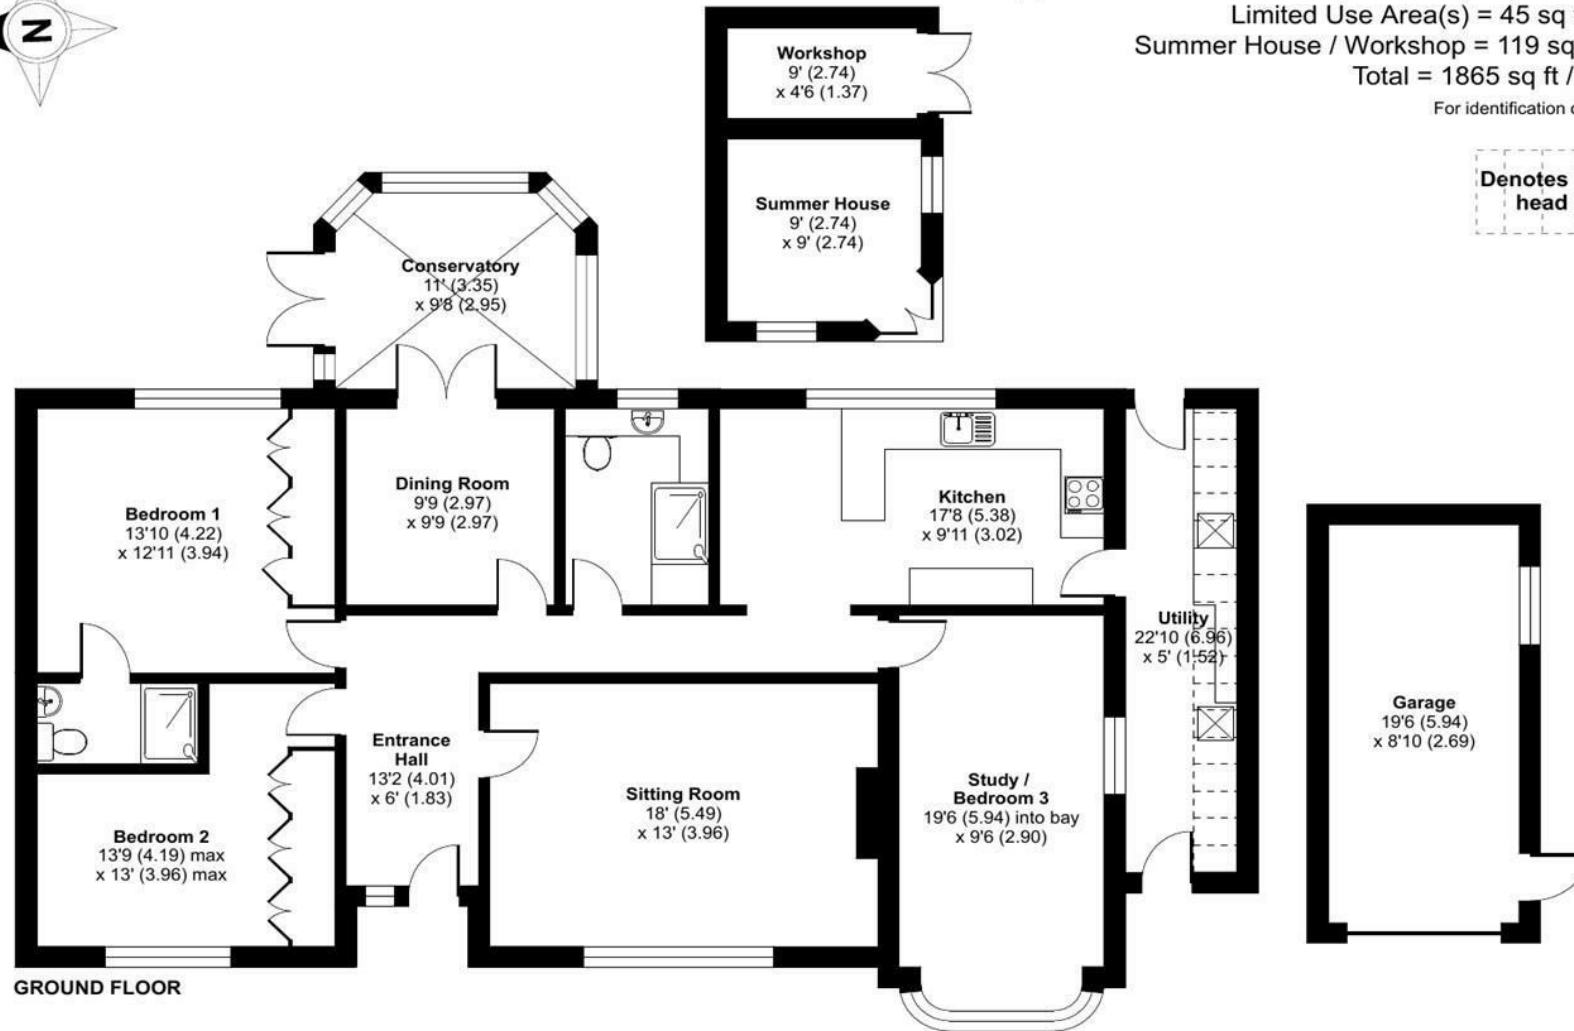 N
Limited Use Area(s) = 45 sq
Summer House / Workshop = 119 sq
Total = 1865 sq ft /
For identification
Denotes
head
Workshop
9' (2.74)
x 4'6 (1.37)
Summer House
9' (2.74)
x 9' (2.74)
Conservatory
11' (3.35)
x 9'8 (2.95)
Bedroom 1
13'10 (4.22)
x 12'11 (3.94)
Dining Room
9'9 (2.97)
x 9'9 (2.97)
Kitchen
17'8 (5.38)
x 9'11 (3.02)
Utility
22'10 (6.96)
x 5' (1.52)
Garage
19'6 (5.94)
x 8'10 (2.69)
Entrance
Hall
13'2 (4.01)
x 6' (1.83)
Sitting Room
18' (5.49)
x 13' (3.96)
Study /
Bedroom 3
19'6 (5.94) into bay
x 9'6 (2.90)
Bedroom 2
13'9 (4.19) max
x 13' (3.96) max
GROUND FLOOR